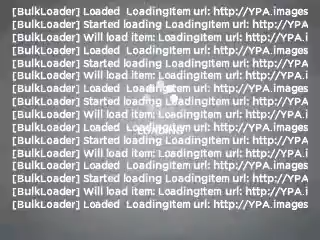 [BulkLoader] Loaded LoadingItem url: http://YPA.images
[BulkLoader] Started loading LoadingItem url: http://YPA
[BulkLoader] Will load item: LoadingItem url: http://YPA.i
[BulkLoader] Loaded LoadingItem url: http://YPA.images
[BulkLoader] Started loading LoadingItem url: http://YPA
[BulkLoader] Will load item: LoadingItem url: http://YPA.i
[BulkLoader] Loaded LoadingItem url: http://YPA.images
[BulkLoader] Started loading LoadingItem url: http://YPA
[BulkLoader] Will load item: LoadingItem url: http://YPA.i
[BulkLoader] Loaded LoadingItem url: http://YPA.images
LOADING
[BulkLoader] Started loading LoadingItem url: http://YPA
[BulkLoader] Will load item: LoadingItem url: http://YPA.i
[BulkLoader] Loaded LoadingItem url: http://YPA.images
[BulkLoader] Started loading LoadingItem url: http://YPA
[BulkLoader] Will load item: LoadingItem url: http://YPA.i
[BulkLoader] Loaded LoadingItem url: http://YPA.images